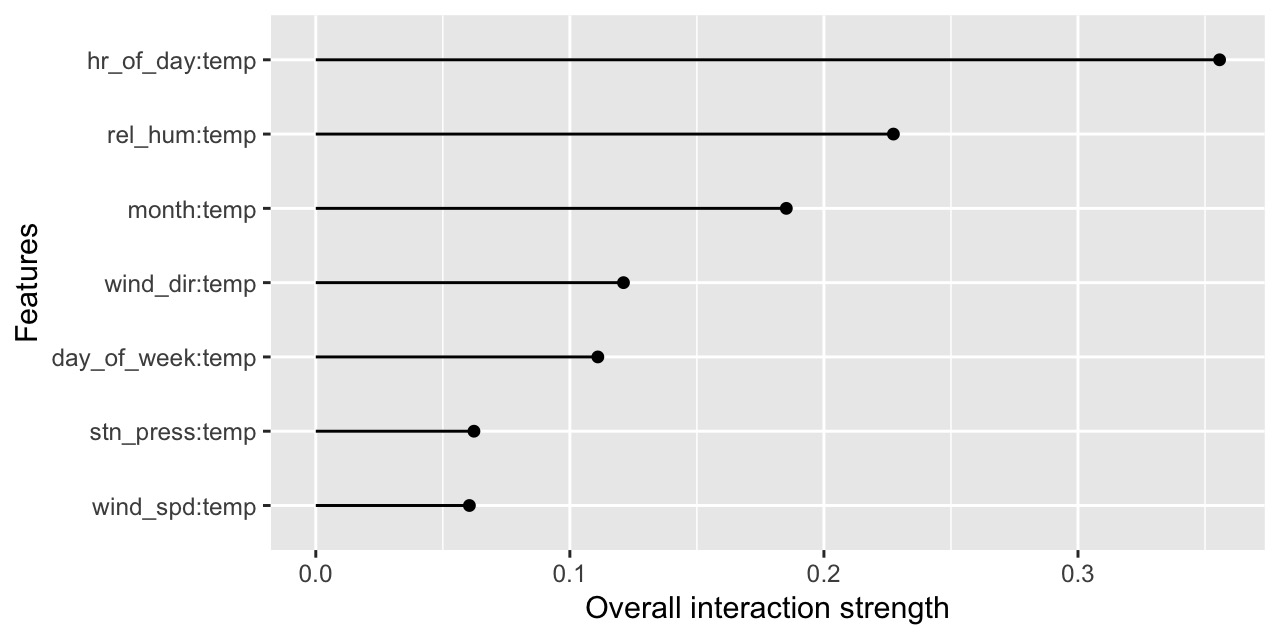 hr_of_day:temp
rel_hum:temp
month:temp
wind_dir:temp
day_of_week:temp
stn_press:temp
wind_spd:temp
Features
0.0 0.1 0.2 0.3
Overall interaction strength